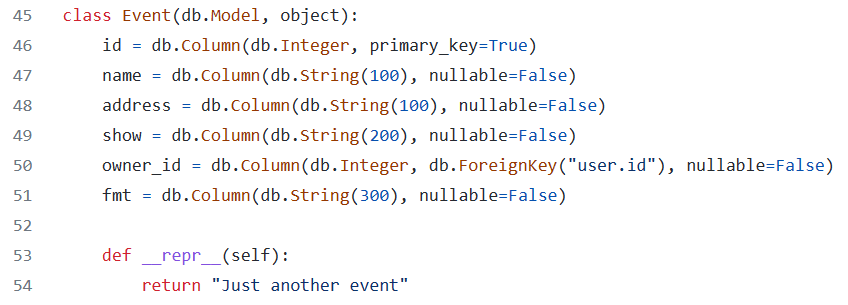 45 class Event(db.Model, object):
46     id = db.Column(db.Integer, primary_key=True)
47     name = db.Column(db.String(100), nullable=False)
48     address = db.Column(db.String(100), nullable=False)
49     show = db.Column(db.String(200), nullable=False)
50     owner_id = db.Column(db.Integer, db.ForeignKey("user.id"), nullable=False)
51     fmt = db.Column(db.String(300), nullable=False)
52
53     def __repr__(self):
54         return "Just another event"